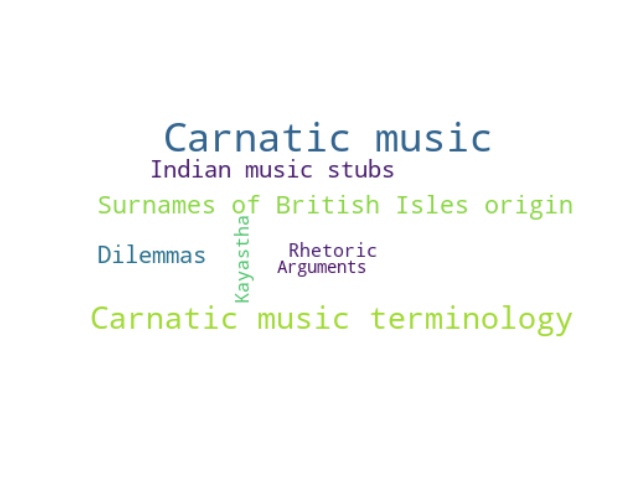 Carnatic music
Indian music stubs
Surnames of British Isles origin
Dilemmas
Kayastha
Rhetoric
Arguments
Carnatic music terminology